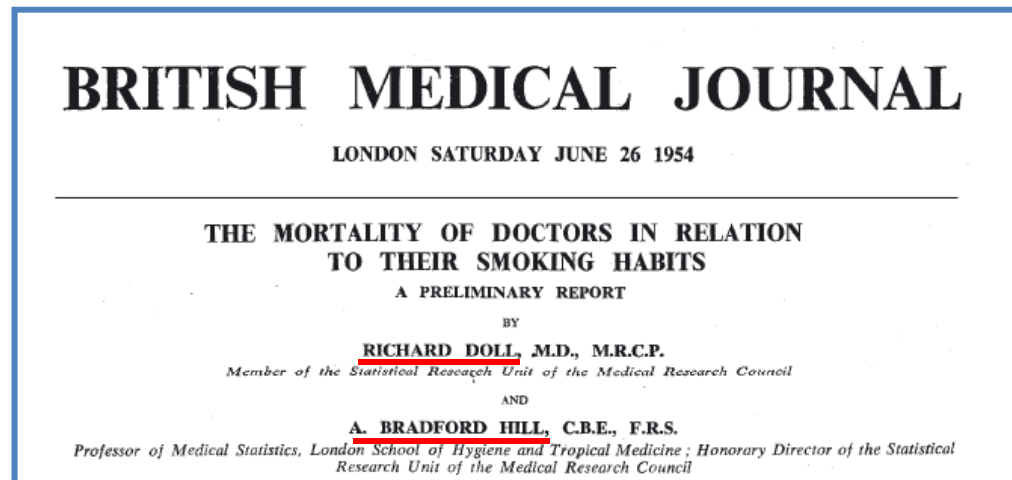 BRITISH MEDICAL JOURNAL
LONDON SATURDAY JUNE 26 1954
THE MORTALITY OF DOCTORS IN RELATION
TO THEIR SMOKING HABITS
A PRELIMINARY REPORT
BY
RICHARD DOLL, M.D., M.R.C.P.
Member of the Statistical Research Unit of the Medical Research Council
AND
A. BRADFORD HILL, C.B.E., F.R.S.
Professor of Medical Statistics, London School of Hygiene and Tropical Medicine; Honorary Director of the Statistical
Research Unit of the Medical Research Council